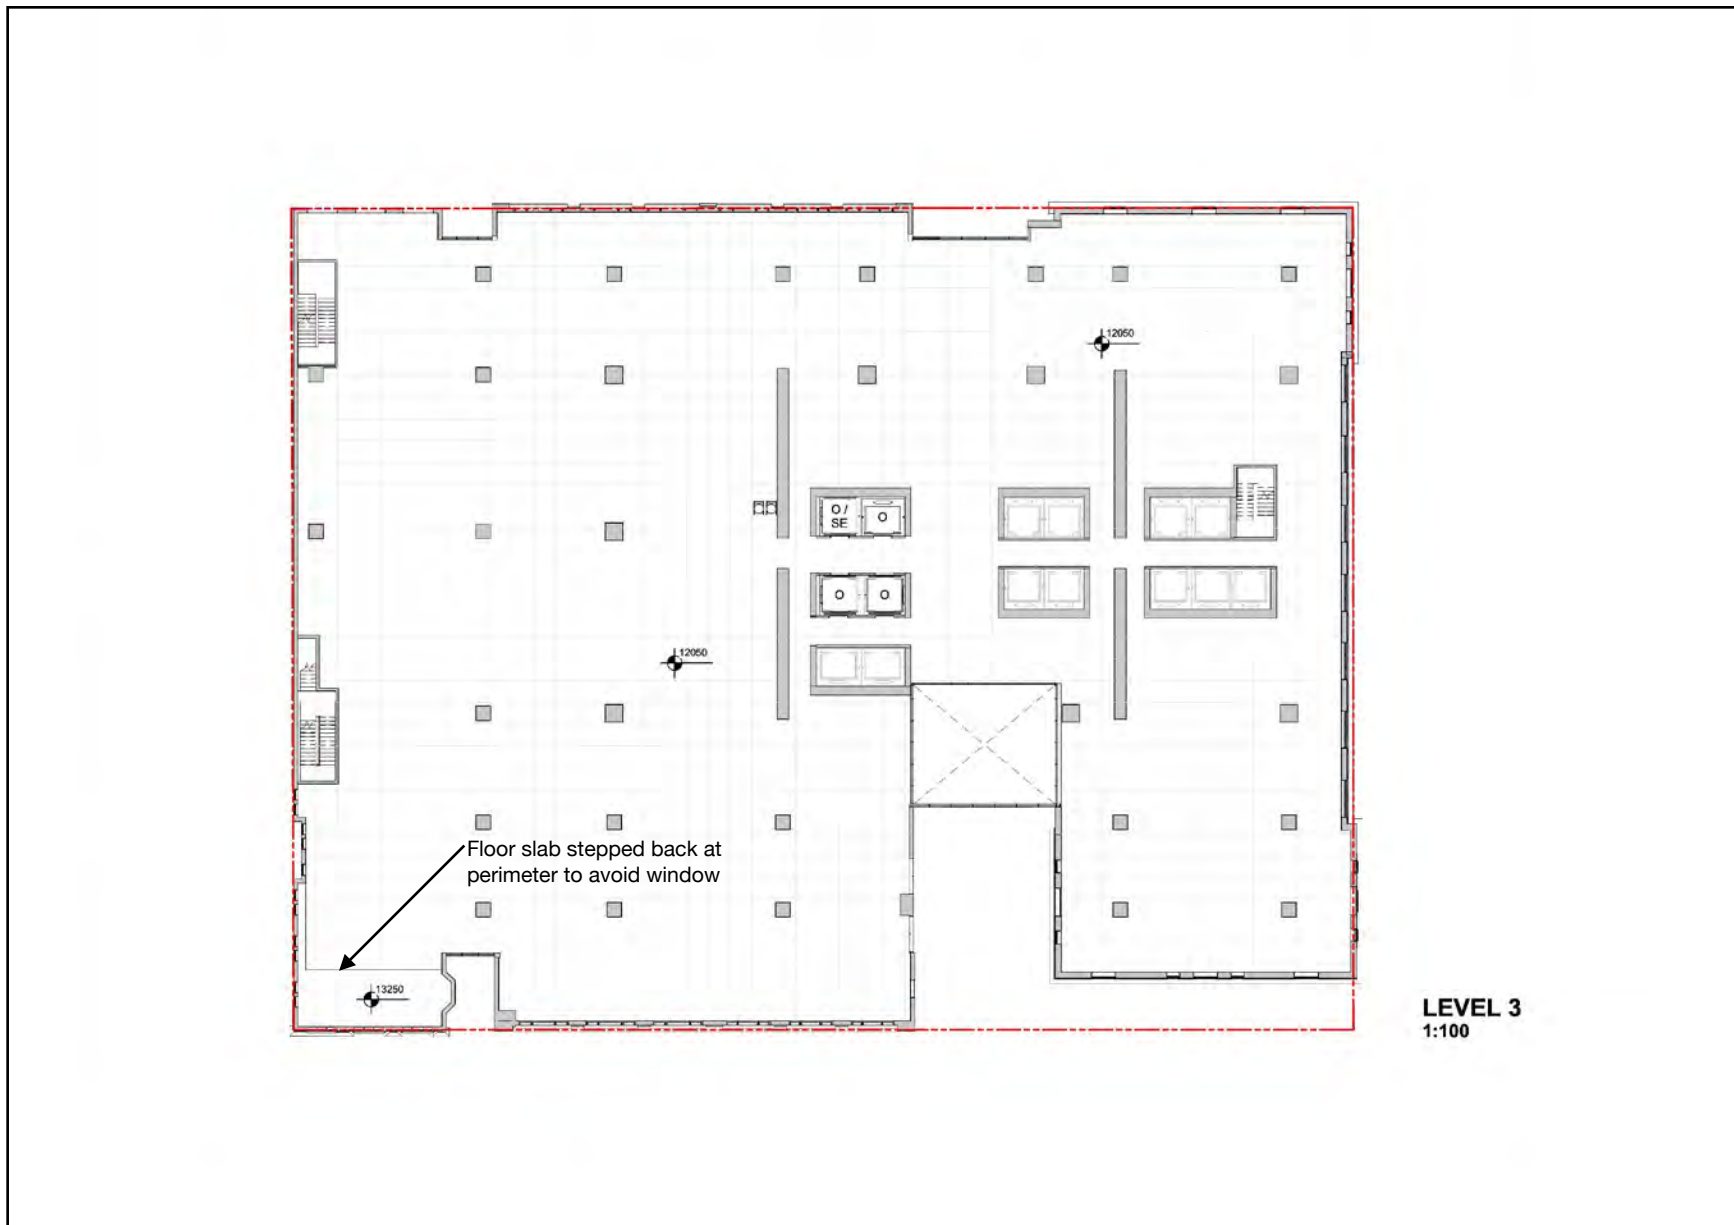 12050
O /
SE
O
O
O
12050
Floor slab stepped back at
perimeter to avoid window
13250
LEVEL 3
1:100